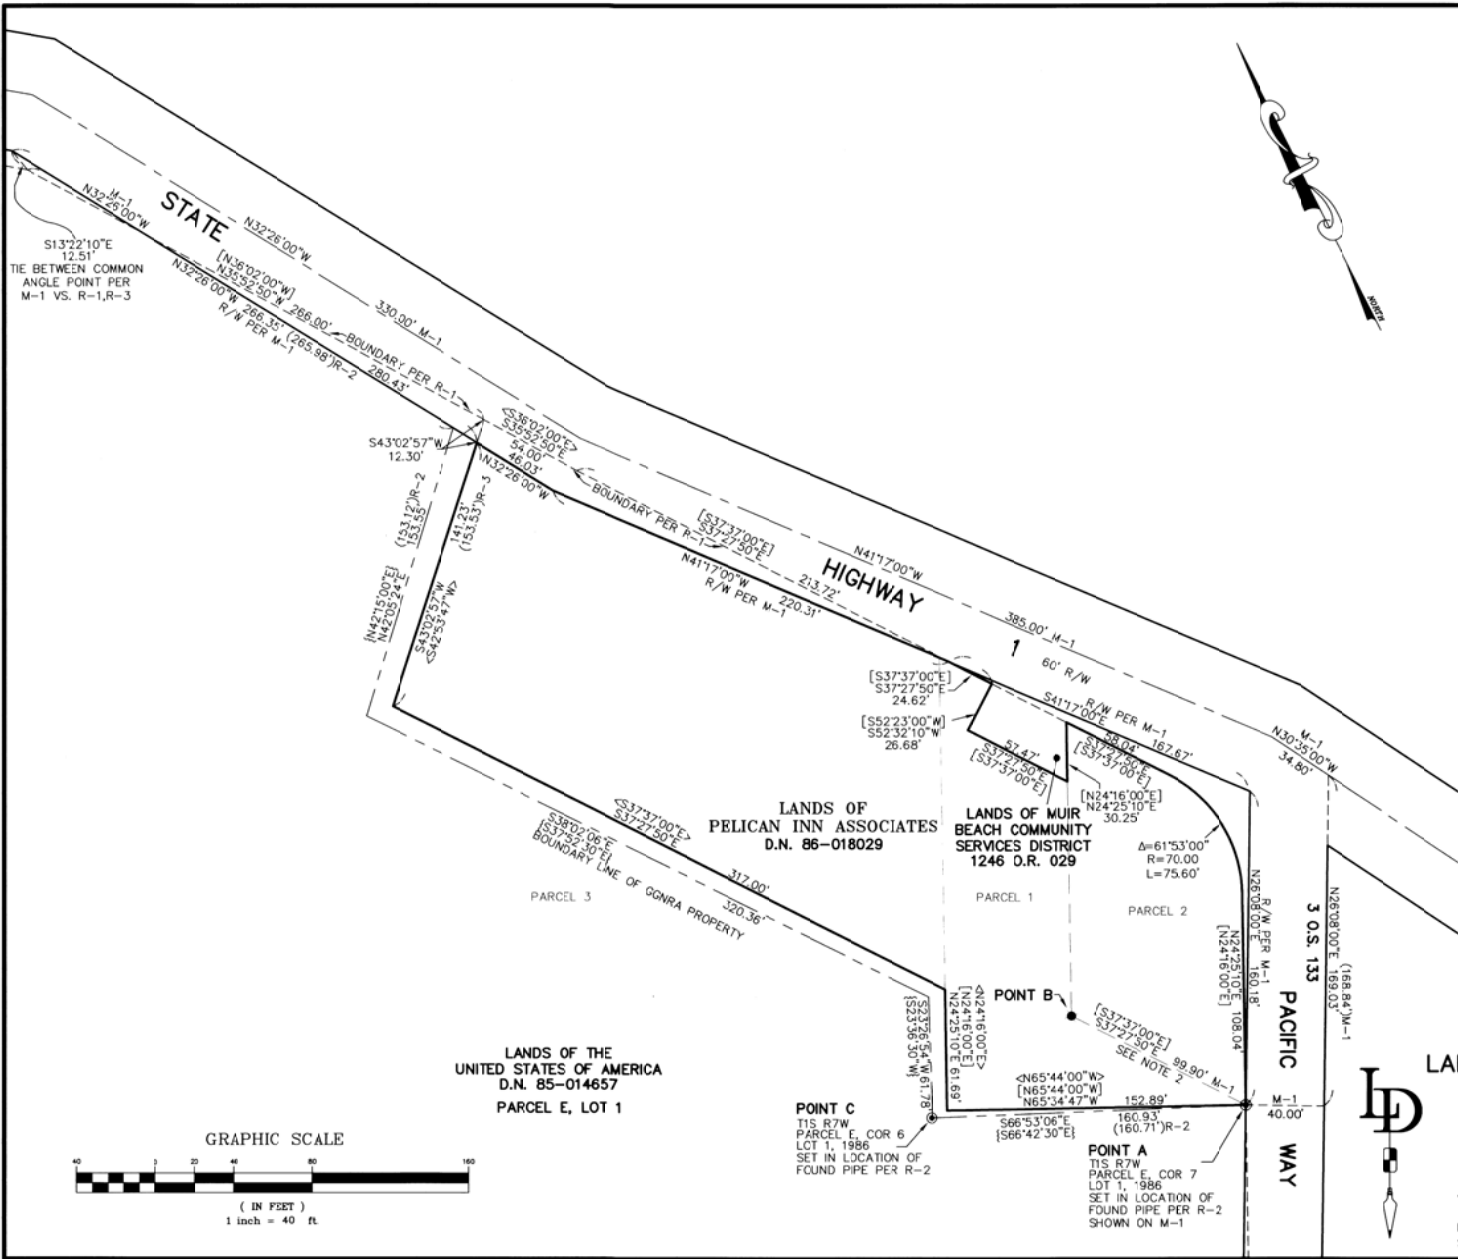 STATE
HIGHWAY
1
60' R/W
NORTH
M-1
N32°26'00"W
S13°22'10"E
12.51'
TIE BETWEEN COMMON
ANGLE POINT PER
M-1 VS. R-1,R-3
N32°26'00"W
330.00' M-1
[N36°02'00"W]
N35°52'50"W 266.00'
BOUNDARY PER R-1
N32°26'00"W 266.35' (265.98')R-2
R/W PER M-1
280.43'
S43°02'57"W
12.30'
<S36°02'00"E>
S35°52'50"E
54.00'
46.03'
N32°26'00"W
BOUNDARY PER R-1
[S37°37'00"E]
S37°27'50"E
213.72'
N41°17'00"W
R/W PER M-1
220.31'
N41°17'00"W
385.00' M-1
(153.12')R-2
153.55'
{N42°15'00"E}
N42°05'24"E
141.23'
(153.53')R-3
S43°02'57"W
<S42°53'47"W>
[S37°37'00"E]
S37°27'50"E
24.62'
[S52°23'00"W]
S52°32'10"W
26.68'
57.47'
S37°27'50"E
[S37°37'00"E]
R/W PER M-1
S41°17'00"E
167.67'
58.04'
S37°27'50"E
[S37°37'00"E]
M-1
N30°35'00"W
34.80'
[N24°16'00"E]
N24°25'10"E
30.25'
LANDS OF
PELICAN INN ASSOCIATES
D.N. 86-018029
LANDS OF MUIR
BEACH COMMUNITY
SERVICES DISTRICT
1246 D.R. 029
Δ=61°53'00"
R=70.00
L=75.60'
PARCEL 3
PARCEL 1
PARCEL 2
<S37°37'00"E>
S37°27'50"E
317.00'
S38°02'06"E
{S37°52'30"E}
320.36'
BOUNDARY LINE OF GGNRA PROPERTY
R/W PER M-1
N26°08'00"E 160.18'
N24°25'10"E 108.04'
[N24°16'00"E]
3 O.S. 133
N26°08'00"E 169.03'
(168.84')M-1
PACIFIC
WAY
POINT B
[S37°37'00"E]
S37°27'50"E 99.90' M-1
SEE NOTE 2
<N24°16'00"E>
[N24°16'00"E]
N24°25'10"E 61.69'
S23°26'54"W 61.78'
{S23°36'30"W}
<N65°44'00"W>
[N65°44'00"W]
N65°34'47"W 152.89'
S66°53'06"E 160.93'
{S66°42'30"E} (160.71')R-2
M-1
40.00'
LANDS OF THE
UNITED STATES OF AMERICA
D.N. 85-014657
PARCEL E, LOT 1
POINT C
T1S R7W
PARCEL E, COR 6
LOT 1, 1986
SET IN LOCATION OF
FOUND PIPE PER R-2
POINT A
T1S R7W
PARCEL E, COR 7
LOT 1, 1986
SET IN LOCATION OF
FOUND PIPE PER R-2
SHOWN ON M-1
GRAPHIC SCALE
40 0 20 40 80 160
( IN FEET )
1 inch = 40 ft.
LD
LA